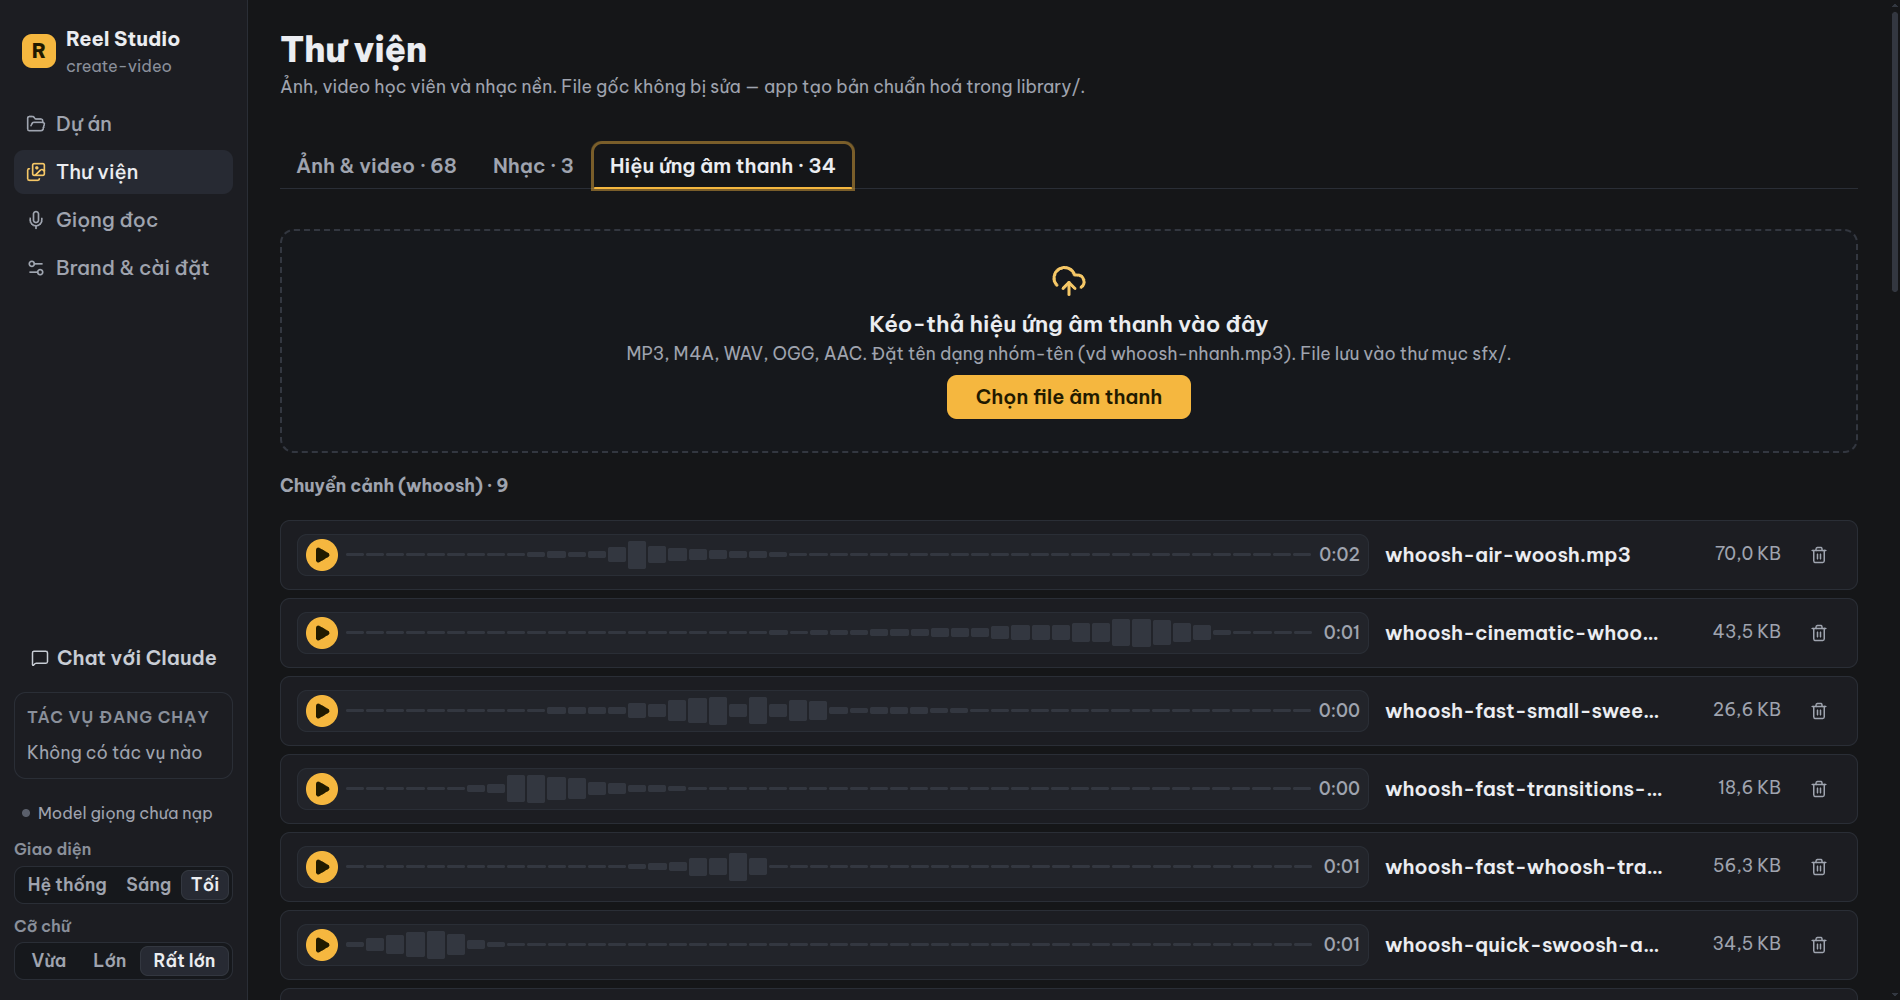 R
Reel Studio
create-video
Dự án
Thư viện
Giọng đọc
Brand & cài đặt
Chat với Claude
TÁC VỤ ĐANG CHẠY
Không có tác vụ nào
Model giọng chưa nạp
Giao diện
Hệ thống Sáng Tối
Cỡ chữ
Vừa Lớn Rất lớn
Thư viện
Ảnh, video học viên và nhạc nền. File gốc không bị sửa — app tạo bản chuẩn hoá trong library/.
Ảnh & video · 68 Nhạc · 3 Hiệu ứng âm thanh · 34
Kéo-thả hiệu ứng âm thanh vào đây
MP3, M4A, WAV, OGG, AAC. Đặt tên dạng nhóm-tên (vd whoosh-nhanh.mp3). File lưu vào thư mục sfx/.
Chọn file âm thanh
Chuyển cảnh (whoosh) · 9
0:02 whoosh-air-woosh.mp3 70,0 KB
0:01 whoosh-cinematic-whoo... 43,5 KB
0:00 whoosh-fast-small-swee... 26,6 KB
0:00 whoosh-fast-transitions-... 18,6 KB
0:01 whoosh-fast-whoosh-tra... 56,3 KB
0:01 whoosh-quick-swoosh-a... 34,5 KB